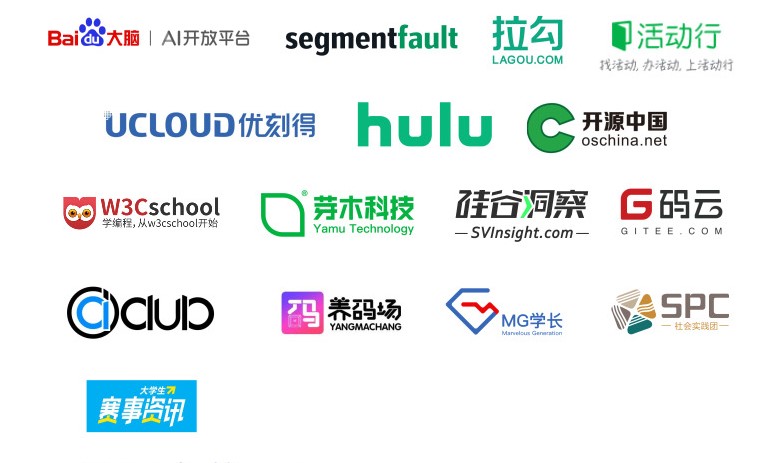 Bai du 大脑 | AI开放平台
segmentfault
拉勾
LAGOU.COM
活动行
找活动, 办活动, 上活动行
UCLOUD优刻得
hulu
开源中国
oschina.net
W3Cschool
学编程，从w3cschool开始
芽木科技®
Yamu Technology
硅谷洞察
SVInsight.com
G 码云
GITEE.COM
AI club
码 养码场
YANGMACHANG
MG学长
Marvelous Generation
SPC
社会实践团
大学生
赛事资讯